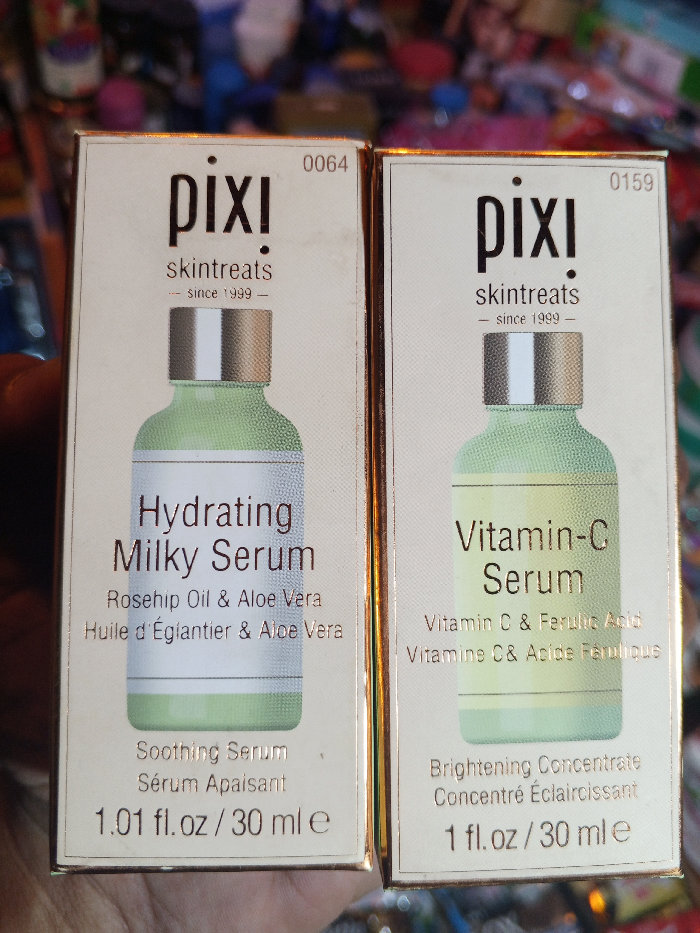 0064
pixi
skintreats
— since 1999 —
Hydrating
Milky Serum
Rosehip Oil & Aloe Vera
Huile d'Églantier & Aloe Vera
Soothing Serum
Sérum Apaisant
1.01 fl.oz / 30 ml e
0159
pixi
skintreats
— since 1999 —
Vitamin-C
Serum
Vitamin C & Ferulic Acid
Vitamine C& Acide Férulique
Brightening Concentrate
Concentré Éclaircissant
1 fl.oz / 30 ml e